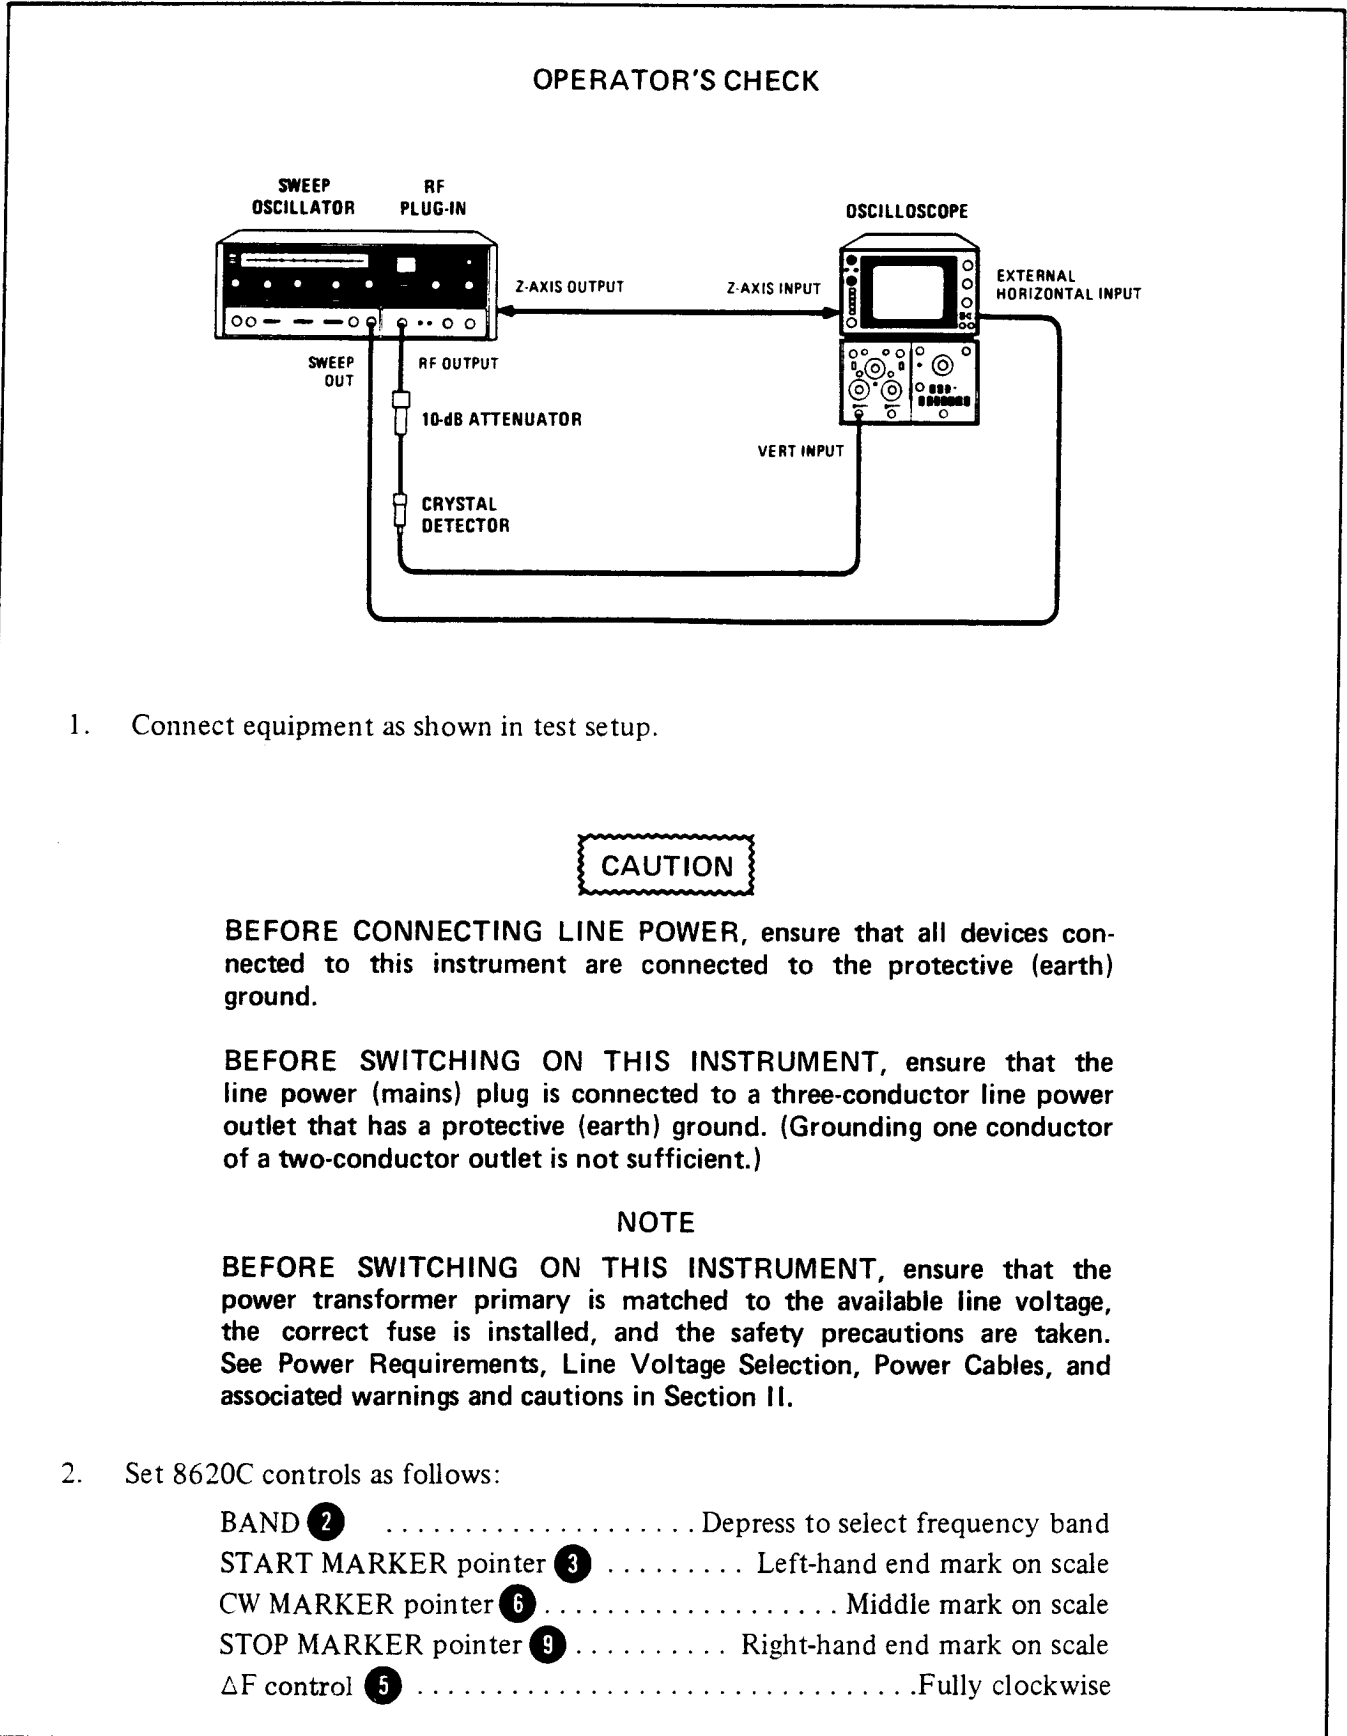 OPERATOR'S CHECK
SWEEP
OSCILLATOR
RF
PLUG-IN
OSCILLOSCOPE
Z-AXIS OUTPUT
Z-AXIS INPUT
EXTERNAL
HORIZONTAL INPUT
SWEEP
OUT
RF OUTPUT
10-dB ATTENUATOR
VERT INPUT
CRYSTAL
DETECTOR
1. Connect equipment as shown in test setup.
CAUTION
BEFORE CONNECTING LINE POWER, ensure that all devices con-
nected to this instrument are connected to the protective (earth)
ground.
BEFORE SWITCHING ON THIS INSTRUMENT, ensure that the
line power (mains) plug is connected to a three-conductor line power
outlet that has a protective (earth) ground. (Grounding one conductor
of a two-conductor outlet is not sufficient.)
NOTE
BEFORE SWITCHING ON THIS INSTRUMENT, ensure that the
power transformer primary is matched to the available line voltage,
the correct fuse is installed, and the safety precautions are taken.
See Power Requirements, Line Voltage Selection, Power Cables, and
associated warnings and cautions in Section II.
2. Set 8620C controls as follows:
BAND 2 .................... Depress to select frequency band
START MARKER pointer 3 ......... Left-hand end mark on scale
CW MARKER pointer 6 ................... Middle mark on scale
STOP MARKER pointer 9 .......... Right-hand end mark on scale
ΔF control 5 ................................. Fully clockwise